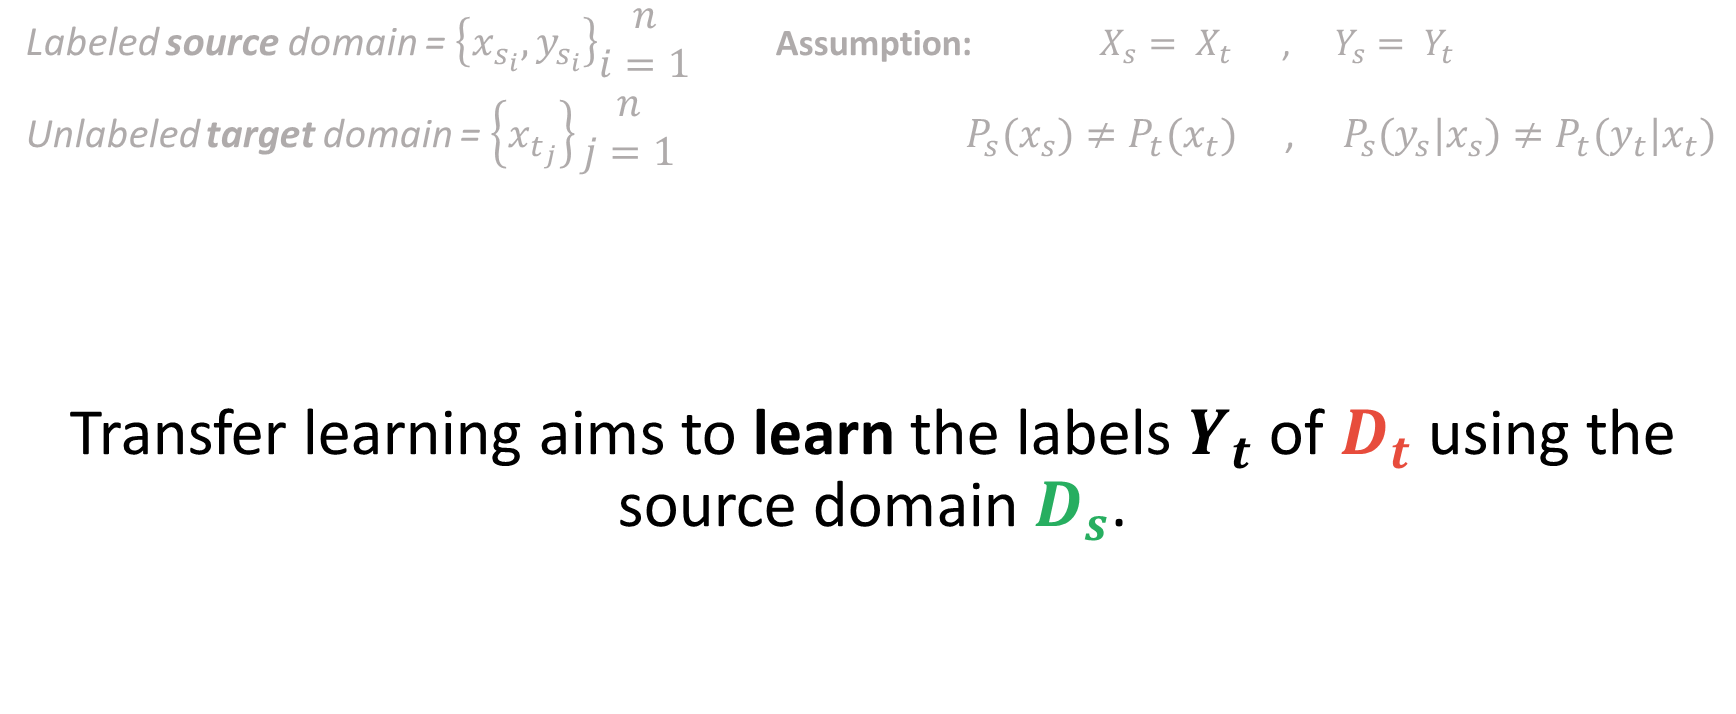 Labeled source domain = {x_{s_i}, y_{s_i}}_{i = 1}^{n} Assumption: X_s = X_t , Y_s = Y_t
Unlabeled target domain = {x_{t_j}}_{j = 1}^{n} P_s(x_s) ≠ P_t(x_t) , P_s(y_s|x_s) ≠ P_t(y_t|x_t)
Transfer learning aims to learn the labels Y_t of D_t using the
source domain D_s.